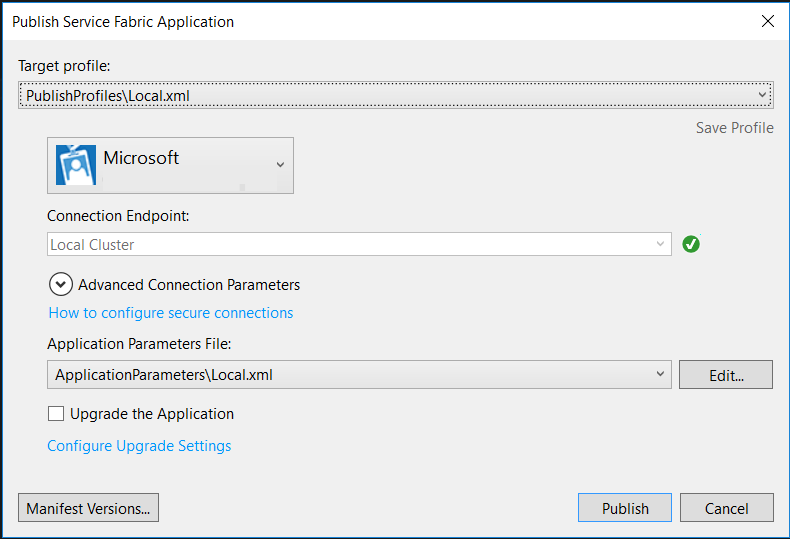 Publish Service Fabric Application
Target profile:
PublishProfiles\Local.xml
Save Profile
Microsoft
Connection Endpoint:
Local Cluster
Advanced Connection Parameters
How to configure secure connections
Application Parameters File:
ApplicationParameters\Local.xml
Edit...
Upgrade the Application
Configure Upgrade Settings
Manifest Versions...
Publish
Cancel